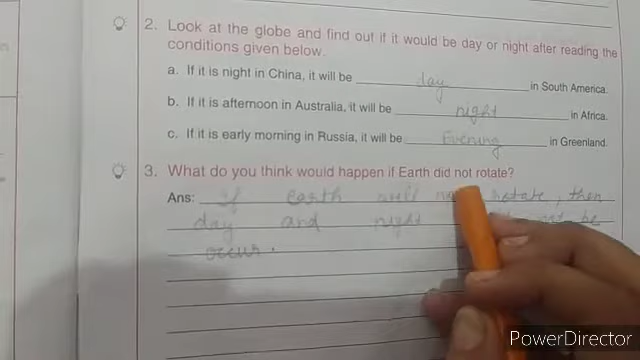 2. Look at the globe and find out if it would be day or night after reading the
conditions given below.
a. If it is night in China, it will be day in South America.
b. If it is afternoon in Australia, it will be night in Africa.
c. If it is early morning in Russia, it will be Evening in Greenland.
3. What do you think would happen if Earth did not rotate?
Ans: If earth will rotate, then
day and night be
occur.
PowerDirector